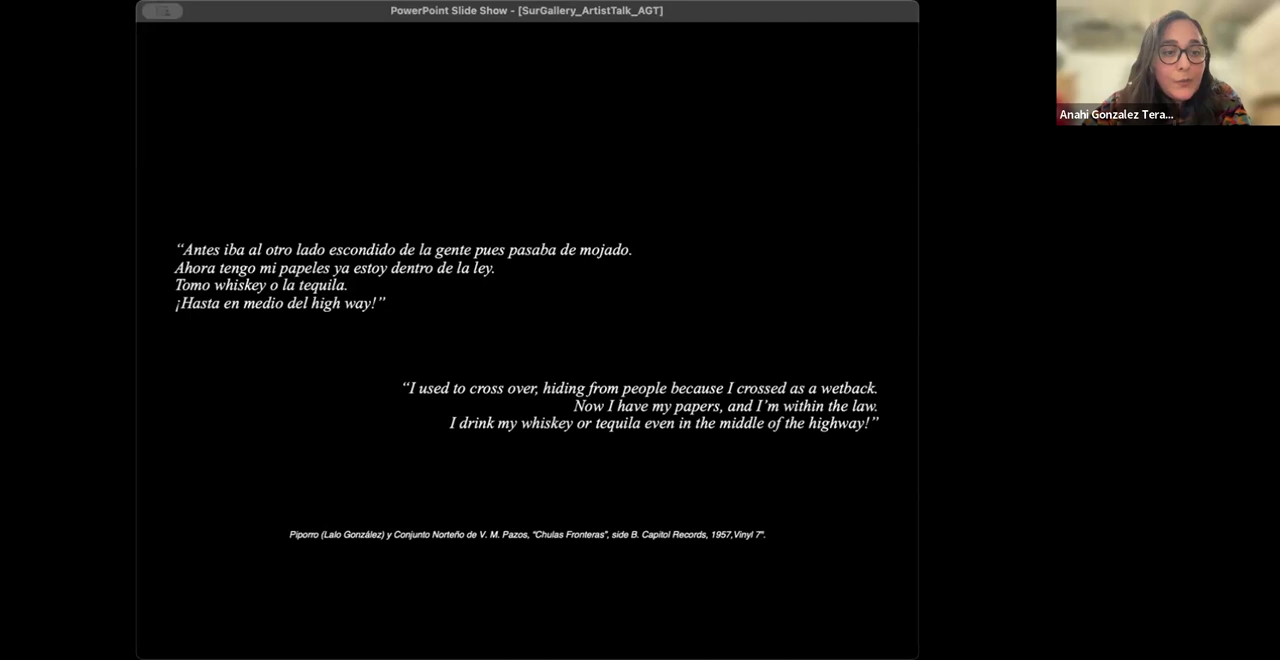 PowerPoint Slide Show - [SurGallery_ArtistTalk_AGT]
Anahi Gonzalez Tera...
“Antes iba al otro lado escondido de la gente pues pasaba de mojado.
Ahora tengo mi papeles ya estoy dentro de la ley.
Tomo whiskey o la tequila.
¡Hasta en medio del high way!”
“I used to cross over, hiding from people because I crossed as a wetback.
Now I have my papers, and I’m within the law.
I drink my whiskey or tequila even in the middle of the highway!”
Piporro (Lalo González) y Conjunto Norteño de V. M. Pazos, "Chulas Fronteras", side B. Capitol Records, 1957,Vinyl 7".